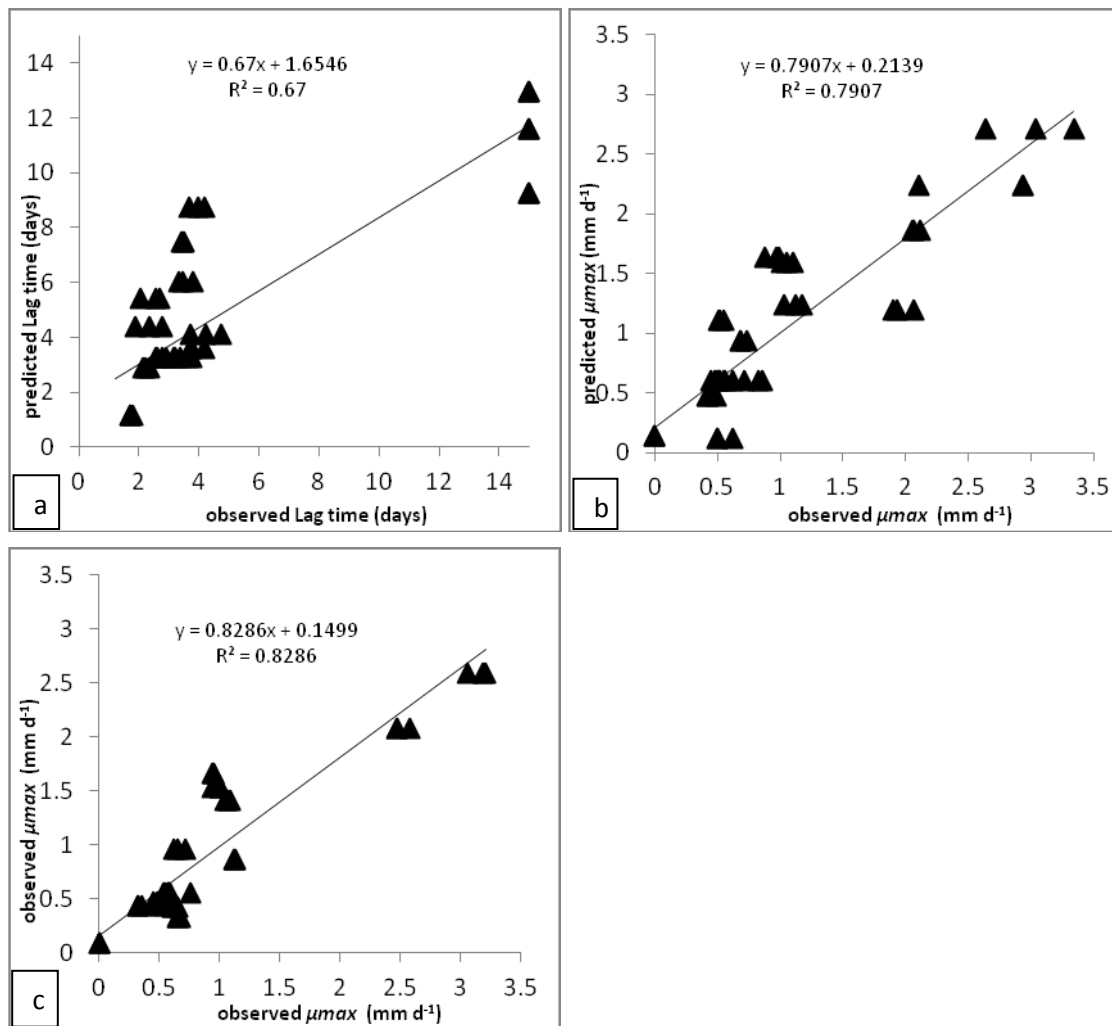 y = 0.67x + 1.6546
R² = 0.67
predicted Lag time (days)
14
12
10
8
6
4
2
0
0 2 4 6 8 10 12 14
observed Lag time (days)
a
y = 0.7907x + 0.2139
R² = 0.7907
predicted μmax (mm d⁻¹)
3.5
3
2.5
2
1.5
1
0.5
0
0 0.5 1 1.5 2 2.5 3 3.5
observed μmax (mm d⁻¹)
b
y = 0.8286x + 0.1499
R² = 0.8286
observed μmax (mm d⁻¹)
3.5
3
2.5
2
1.5
1
0.5
0
0 0.5 1 1.5 2 2.5 3 3.5
observed μmax (mm d⁻¹)
c